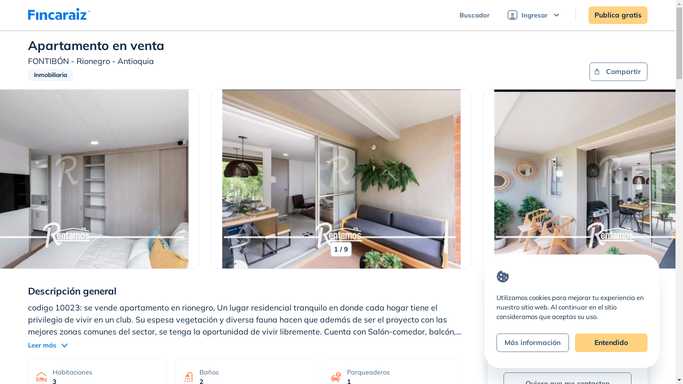 Fincaraiz
Buscador
Ingresar
Publica gratis
Apartamento en venta
FONTIBÓN - Rionegro - Antioquia
Inmobiliaria
Compartir
Rentamos
Rentamos
Rentamos
1 / 9
Descripción general
codigo 10023: se vende apartamento en rionegro, Un lugar residencial tranquilo en donde cada hogar tiene el
privilegio de vivir en un club. Su espesa vegetación y diversa fauna hacen que además de ser el proyecto con las
mejores zonas comunes del sector, se tenga la oportunidad de vivir libremente. Cuenta con Salón-comedor, balcón,...
Leer más
Habitaciones
3
Baños
2
Parqueaderos
1
Utilizamos cookies para mejorar tu experiencia en
nuestro sitio web. Al continuar en el sitio
consideramos que aceptas su uso.
Más información
Entendido
Quiero que me contacten